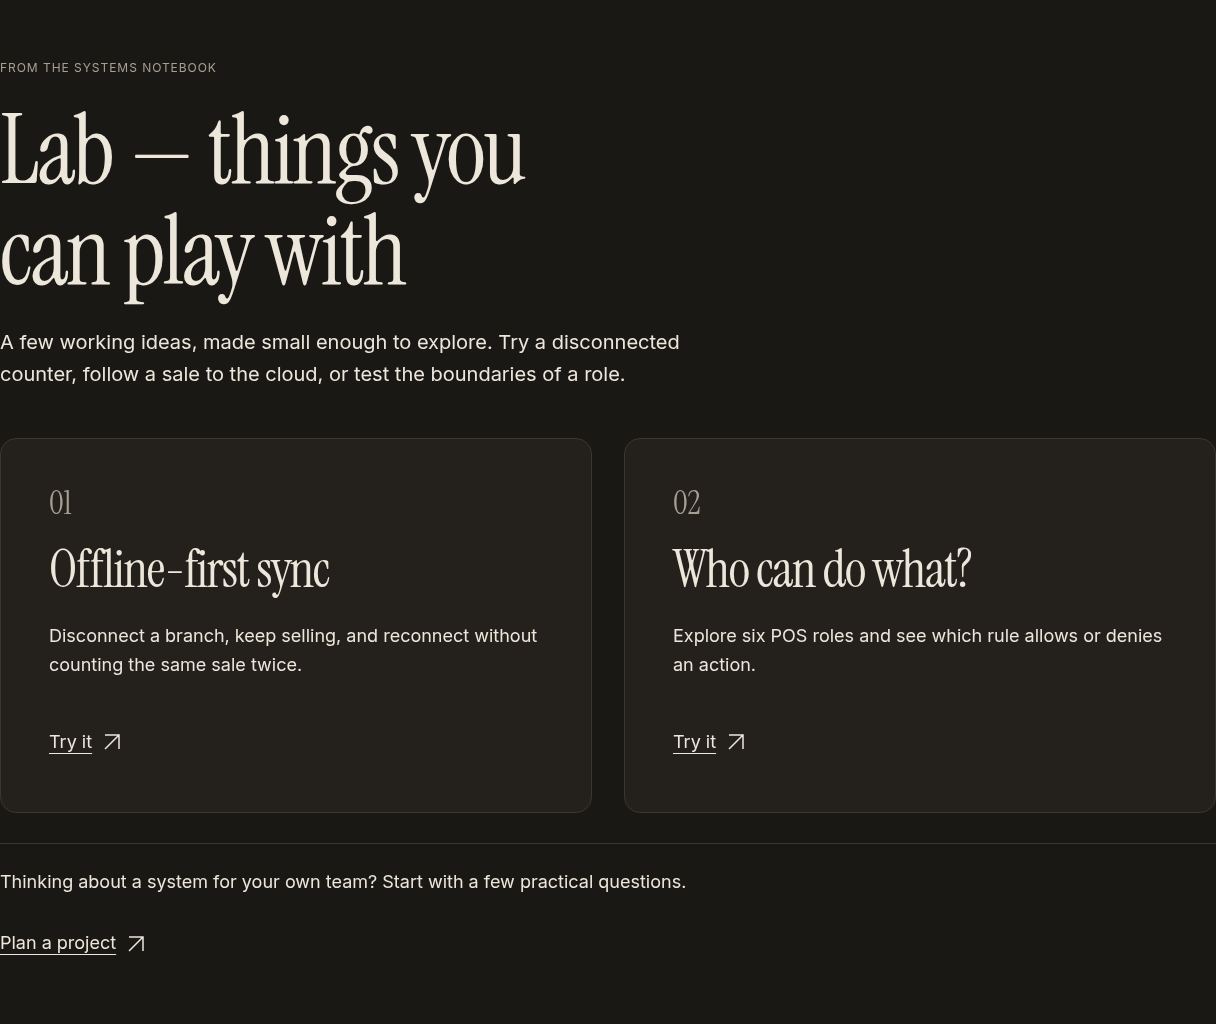 FROM THE SYSTEMS NOTEBOOK
Lab — things you
can play with
A few working ideas, made small enough to explore. Try a disconnected
counter, follow a sale to the cloud, or test the boundaries of a role.
01
Offline-first sync
Disconnect a branch, keep selling, and reconnect without
counting the same sale twice.
Try it
02
Who can do what?
Explore six POS roles and see which rule allows or denies
an action.
Try it
Thinking about a system for your own team? Start with a few practical questions.
Plan a project